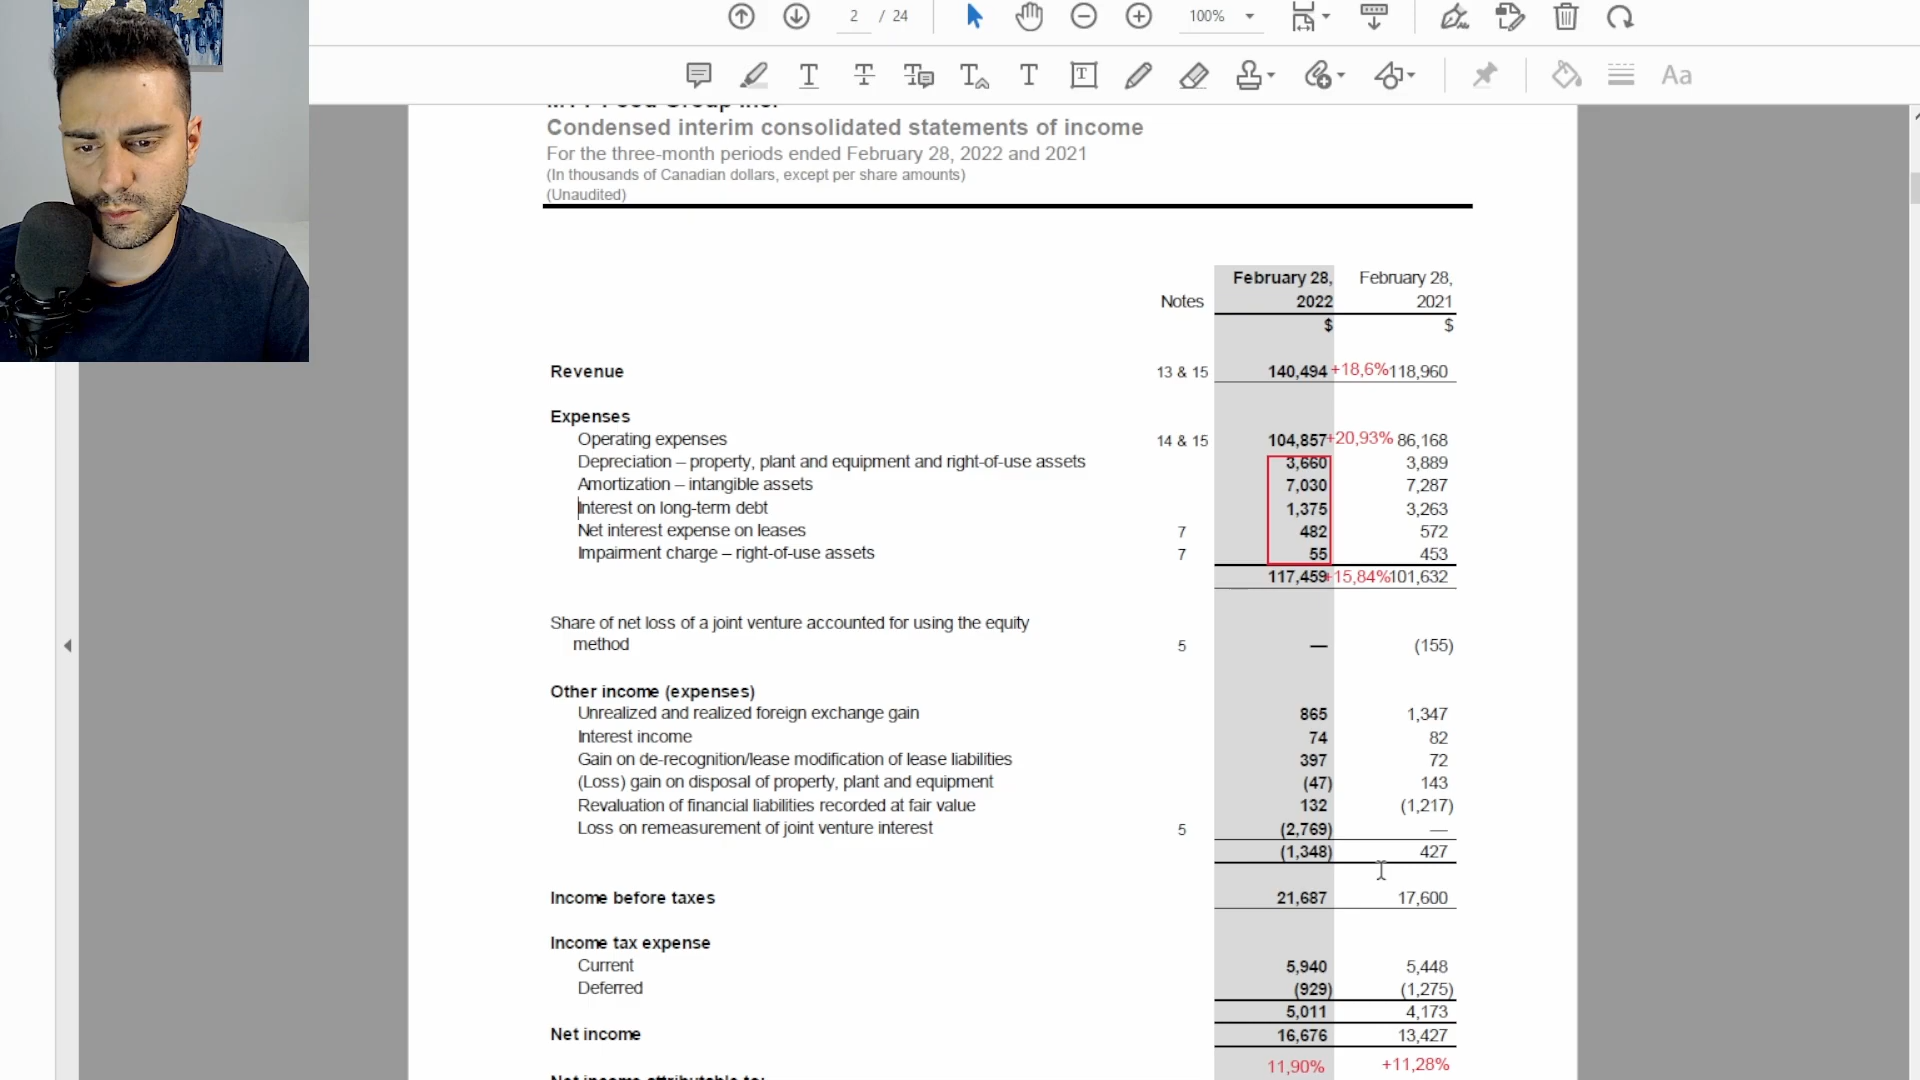 2 / 24
100%
Aa
Condensed interim consolidated statements of income
For the three-month periods ended February 28, 2022 and 2021
(In thousands of Canadian dollars, except per share amounts)
(Unaudited)
February 28, February 28,
Notes 2022 2021
$ $
Revenue 13 & 15 140,494 +18,6% 118,960
Expenses
Operating expenses 14 & 15 104,857 +20,93% 86,168
Depreciation – property, plant and equipment and right-of-use assets 3,660 3,889
Amortization – intangible assets 7,030 7,287
Interest on long-term debt 1,375 3,263
Net interest expense on leases 7 482 572
Impairment charge – right-of-use assets 7 55 453
117,459 +15,84% 101,632
Share of net loss of a joint venture accounted for using the equity
method 5 — (155)
Other income (expenses)
Unrealized and realized foreign exchange gain 865 1,347
Interest income 74 82
Gain on de-recognition/lease modification of lease liabilities 397 72
(Loss) gain on disposal of property, plant and equipment (47) 143
Revaluation of financial liabilities recorded at fair value 132 (1,217)
Loss on remeasurement of joint venture interest 5 (2,769) —
(1,348) 427
Income before taxes 21,687 17,600
Income tax expense
Current 5,940 5,448
Deferred (929) (1,275)
5,011 4,173
Net income 16,676 13,427
11,90% +11,28%